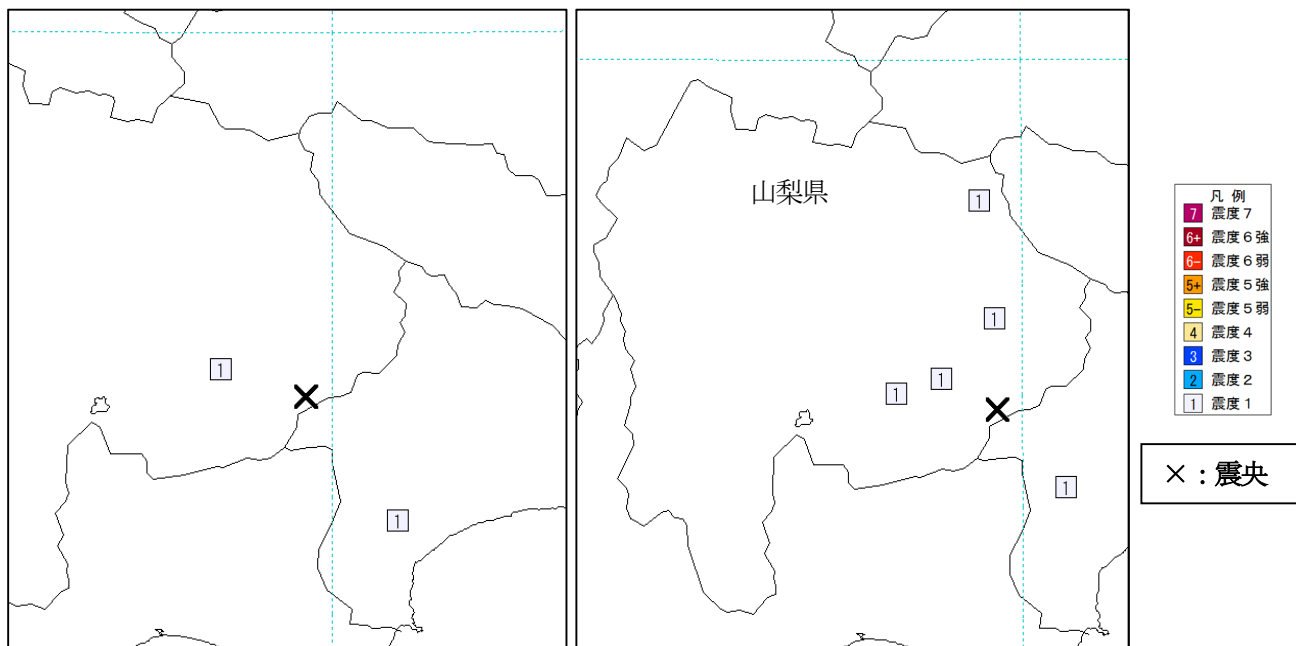 1
1
山梨県
1
1
1
1
1
凡 例
7 震度7
6+ 震度6強
6- 震度6弱
5+ 震度5強
5- 震度5弱
4 震度4
3 震度3
2 震度2
1 震度1
×:震央